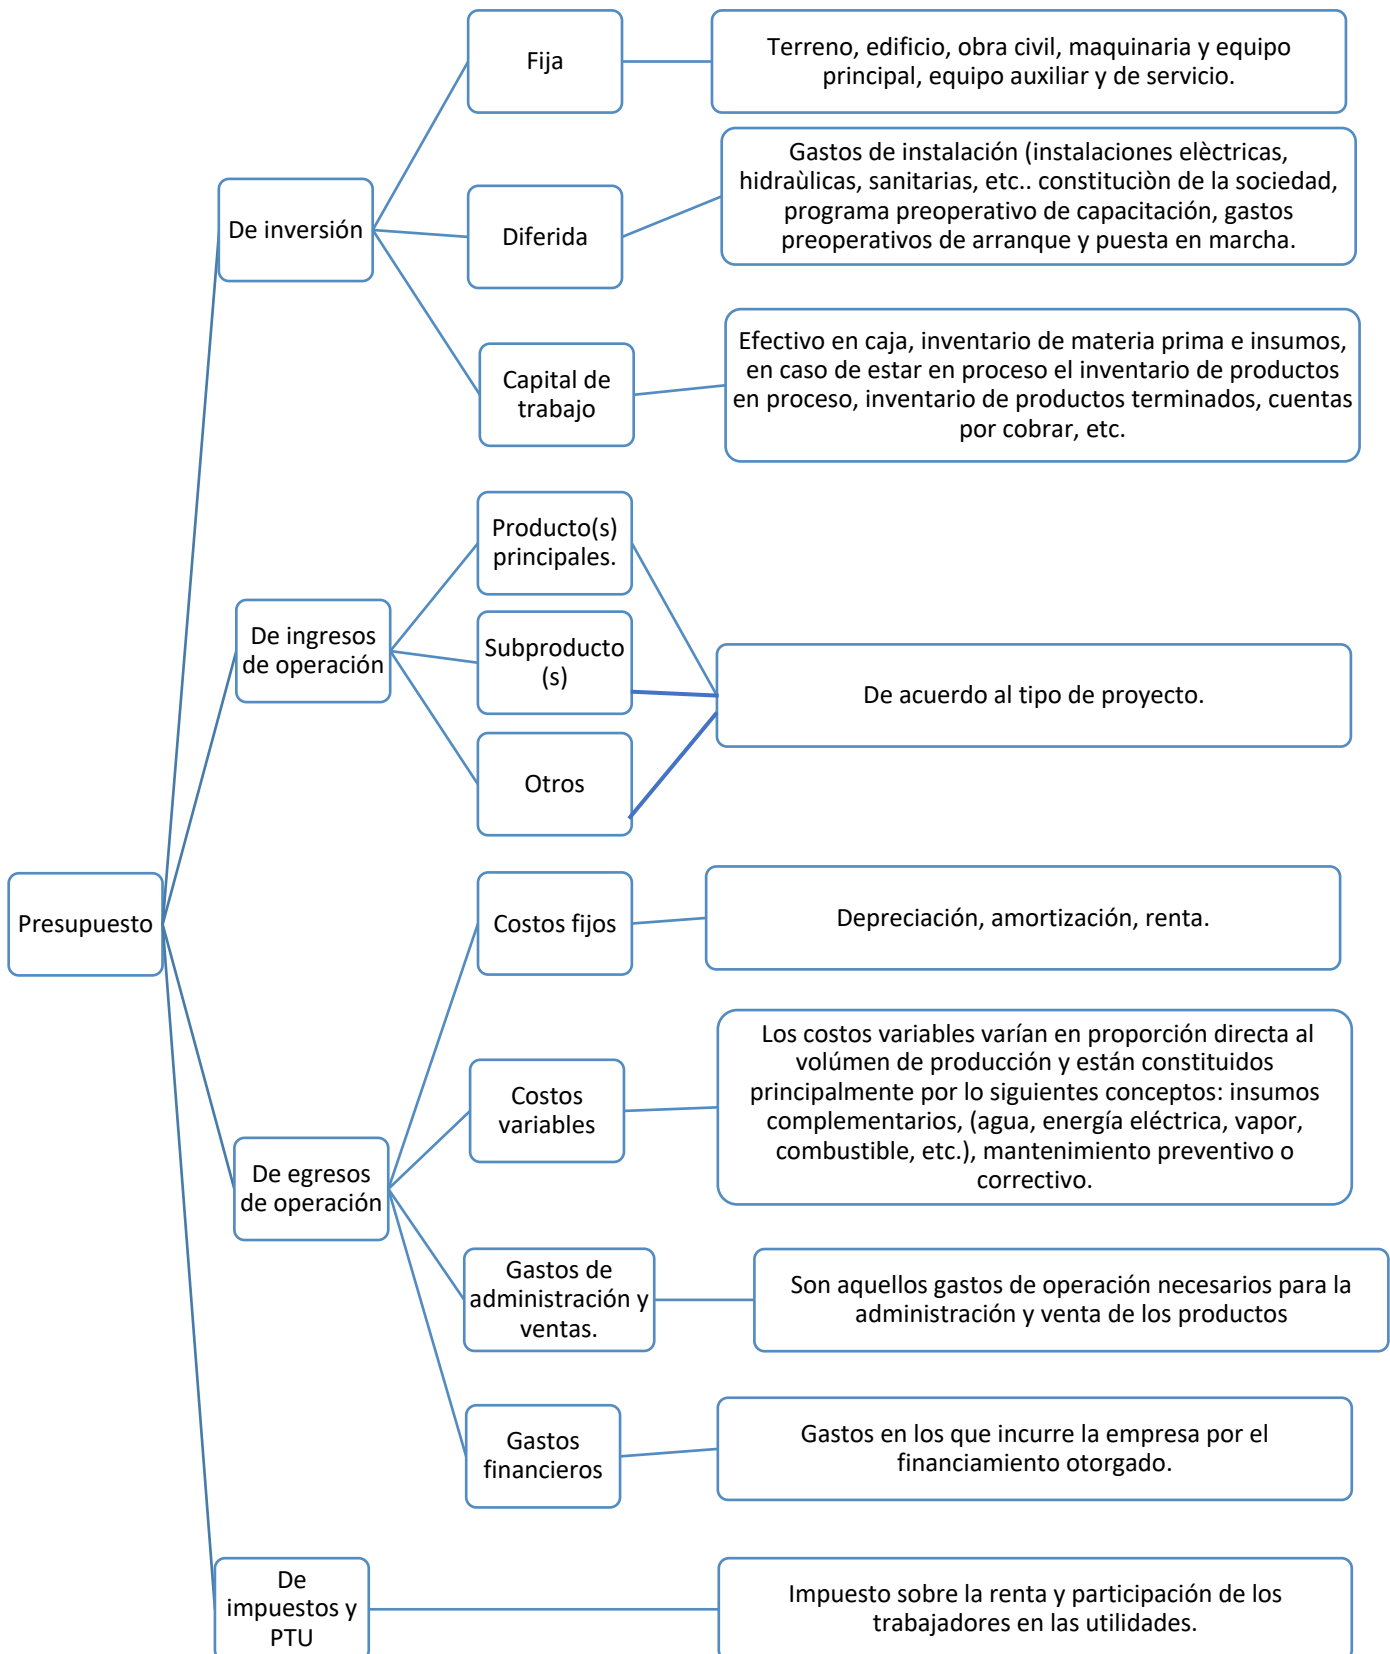 Presupuesto
De inversión
Fija
Terreno, edificio, obra civil, maquinaria y equipo
principal, equipo auxiliar y de servicio.
Diferida
Gastos de instalación (instalaciones elèctricas,
hidraùlicas, sanitarias, etc.. constituciòn de la sociedad,
programa preoperativo de capacitación, gastos
preoperativos de arranque y puesta en marcha.
Capital de
trabajo
Efectivo en caja, inventario de materia prima e insumos,
en caso de estar en proceso el inventario de productos
en proceso, inventario de productos terminados, cuentas
por cobrar, etc.
De ingresos
de operación
Producto(s)
principales.
Subproducto
(s)
Otros
De acuerdo al tipo de proyecto.
De egresos
de operación
Costos fijos
Depreciación, amortización, renta.
Costos
variables
Los costos variables varían en proporción directa al
volúmen de producción y están constituidos
principalmente por lo siguientes conceptos: insumos
complementarios, (agua, energía eléctrica, vapor,
combustible, etc.), mantenimiento preventivo o
correctivo.
Gastos de
administración y
ventas.
Son aquellos gastos de operación necesarios para la
administración y venta de los productos
Gastos
financieros
Gastos en los que incurre la empresa por el
financiamiento otorgado.
De
impuestos y
PTU
Impuesto sobre la renta y participación de los
trabajadores en las utilidades.